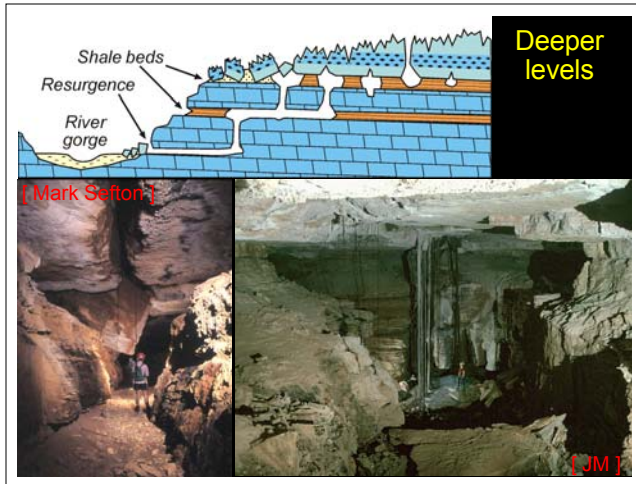 Shale beds
Resurgence
River
gorge
Deeper
levels
[ Mark Sefton ]
[ JM ]